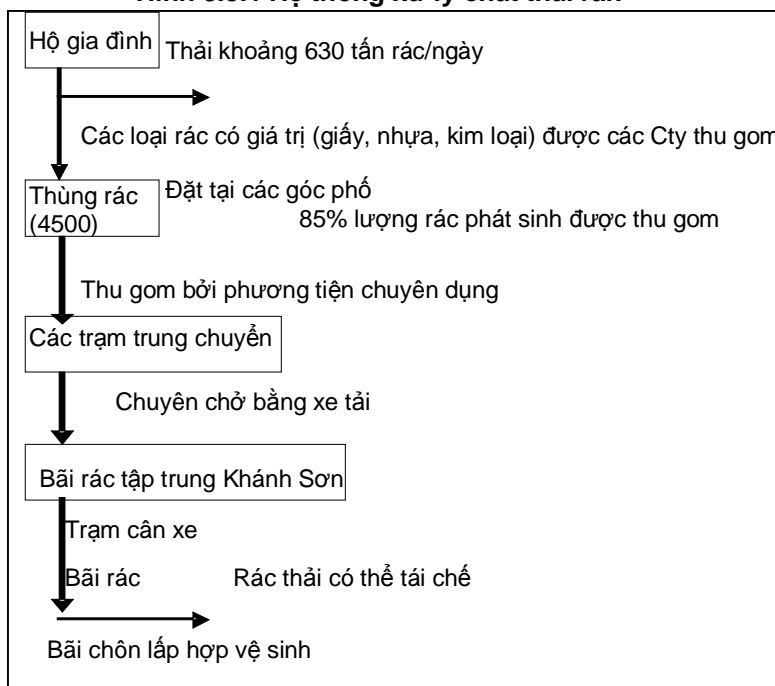 Hộ gia đình
Thải khoảng 630 tấn rác/ngày
Các loại rác có giá trị (giấy, nhựa, kim loại) được các Cty thu gom
Thùng rác
(4500)
Đặt tại các góc phố
85% lượng rác phát sinh được thu gom
Thu gom bởi phương tiện chuyên dụng
Các trạm trung chuyển
Chuyên chở bằng xe tải
Bãi rác tập trung Khánh Sơn
Trạm cân xe
Bãi rác
Rác thải có thể tái chế
Bãi chôn lấp hợp vệ sinh